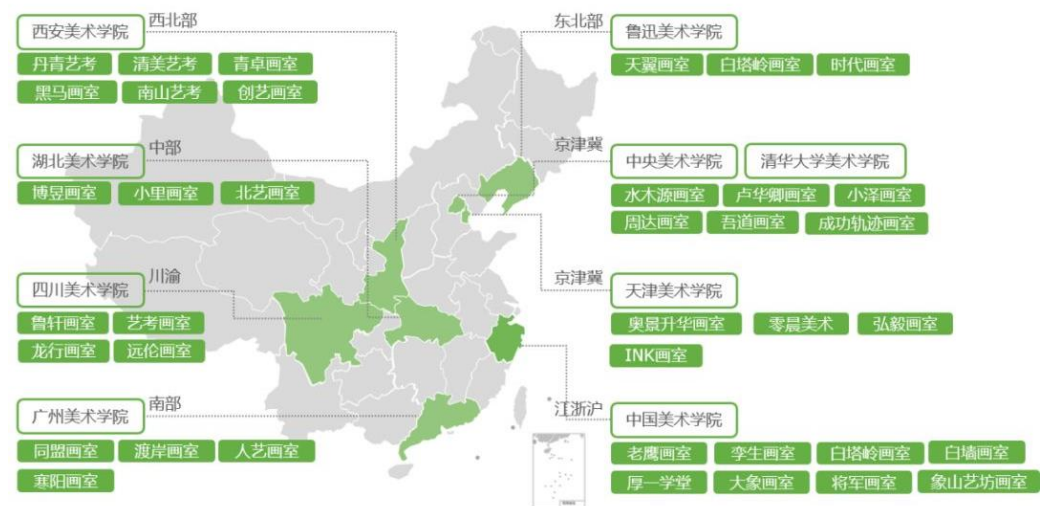 西安美术学院 西北部
丹青艺考 清美艺考 青卓画室
黑马画室 南山艺考 创艺画室
湖北美术学院 中部
博昱画室 小里画室 北艺画室
四川美术学院 川渝
鲁轩画室 艺考画室
龙行画室 远伦画室
广州美术学院 南部
同盟画室 渡岸画室 人艺画室
寒阳画室
东北部 鲁迅美术学院
天翼画室 白塔岭画室 时代画室
京津冀 中央美术学院 清华大学美术学院
水木源画室 卢华卿画室 小泽画室
周达画室 吾道画室 成功轨迹画室
京津冀 天津美术学院
奥景升华画室 零晨美术 弘毅画室
INK画室
江浙沪 中国美术学院
老鹰画室 孪生画室 白塔岭画室 白墙画室
厚一学堂 大象画室 将军画室 象山艺坊画室